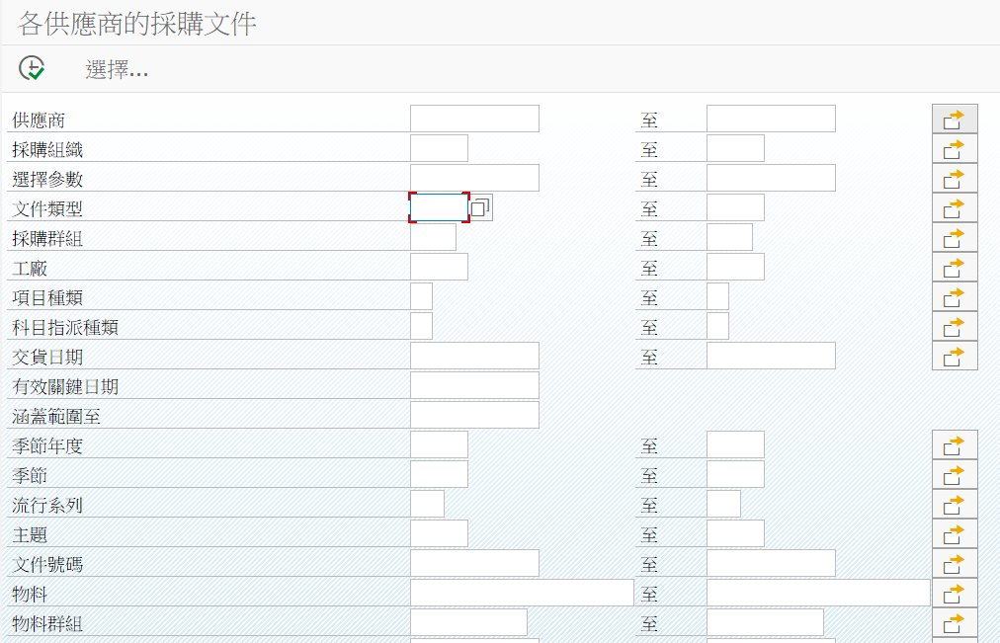 各供應商的採購文件
選擇...
供應商 至
採購組織 至
選擇參數 至
文件類型 至
採購群組 至
工廠 至
項目種類 至
科目指派種類 至
交貨日期 至
有效關鍵日期
涵蓋範圍至
季節年度 至
季節 至
流行系列 至
主題 至
文件號碼 至
物料 至
物料群組 至